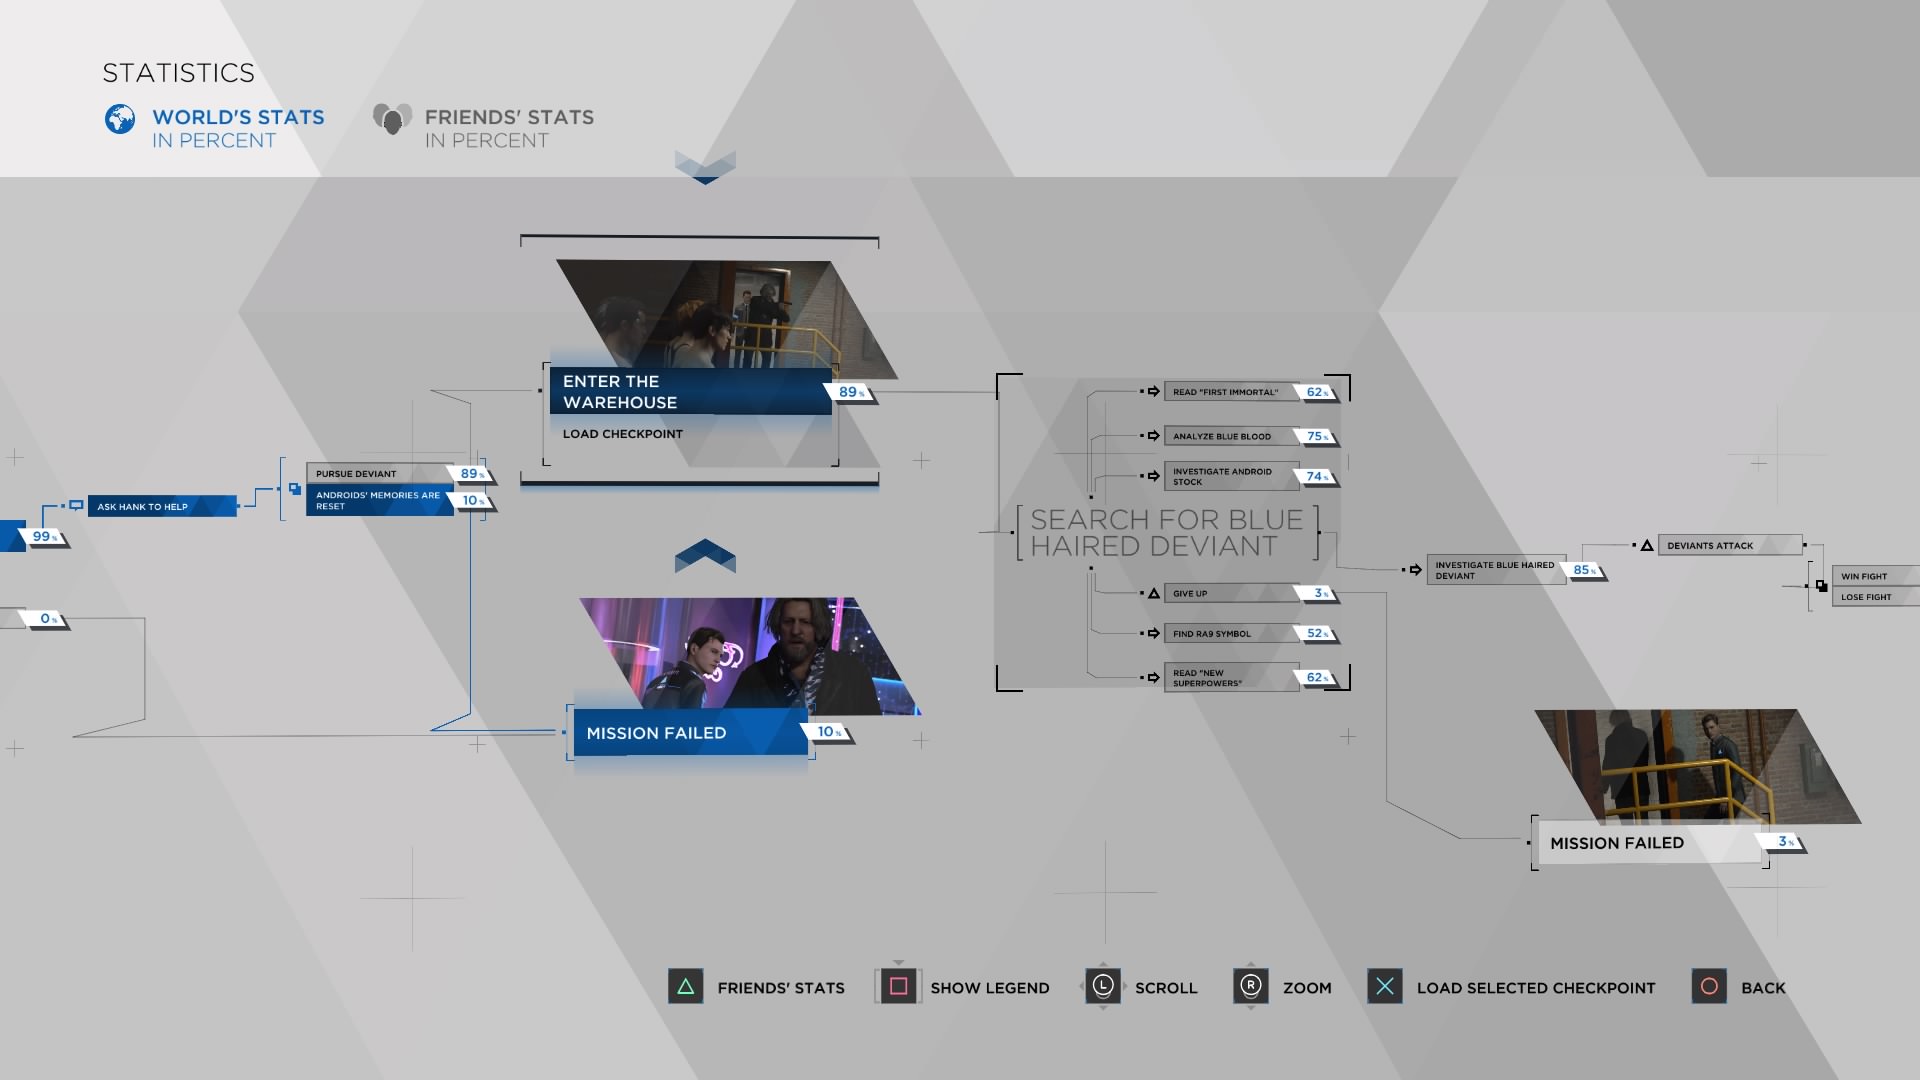 STATISTICS
WORLD'S STATS
IN PERCENT
FRIENDS' STATS
IN PERCENT
ENTER THE
WAREHOUSE
89%
LOAD CHECKPOINT
PURSUE DEVIANT
89%
ANDROIDS' MEMORIES ARE
RESET
10%
ASK HANK TO HELP
99%
0%
MISSION FAILED
10%
READ "FIRST IMMORTAL"
62%
ANALYZE BLUE BLOOD
75%
INVESTIGATE ANDROID
STOCK
74%
SEARCH FOR BLUE
HAIRED DEVIANT
GIVE UP
3%
FIND RA9 SYMBOL
52%
READ "NEW
SUPERPOWERS"
62%
INVESTIGATE BLUE HAIRED
DEVIANT
85%
DEVIANTS ATTACK
WIN FIGHT
LOSE FIGHT
MISSION FAILED
3%
FRIENDS' STATS
SHOW LEGEND
L
SCROLL
R
ZOOM
LOAD SELECTED CHECKPOINT
BACK